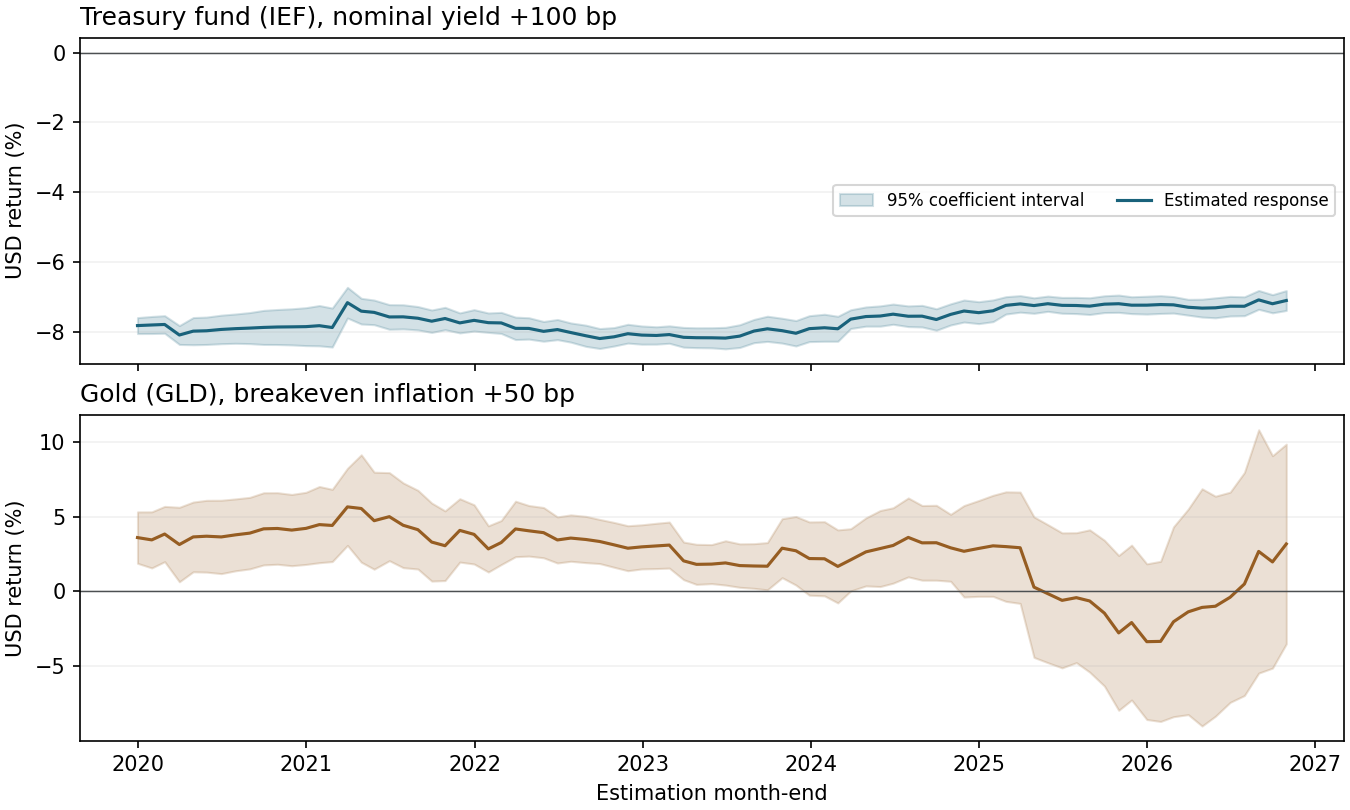 Treasury fund (IEF), nominal yield +100 bp
USD return (%)
0
−2
−4
−6
−8
95% coefficient interval
Estimated response
Gold (GLD), breakeven inflation +50 bp
USD return (%)
10
5
0
−5
2020 2021 2022 2023 2024 2025 2026 2027
Estimation month-end